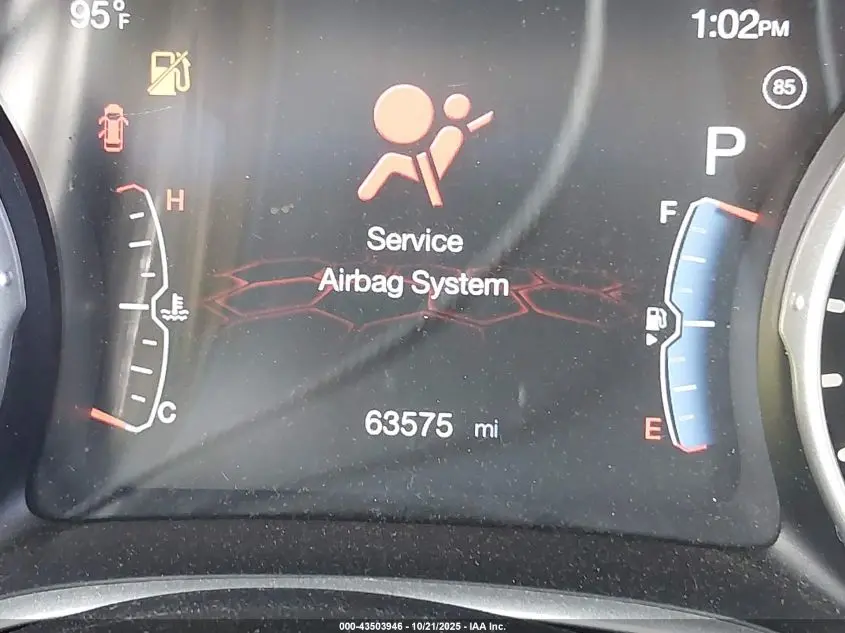 95°F
1:02PM
85
P
H
F
Service
Airbag System
C
63575 mi
E
000-43503946 - 10/21/2025 - IAA Inc.